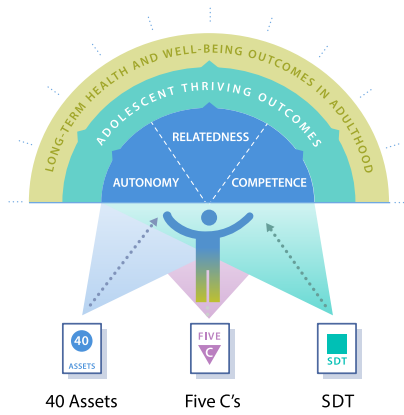 LONG-TERM HEALTH AND WELL-BEING OUTCOMES IN ADULTHOOD
ADOLESCENT THRIVING OUTCOMES
RELATEDNESS
AUTONOMY
COMPETENCE
40
ASSETS
FIVE
C
SDT
40 Assets
Five C's
SDT